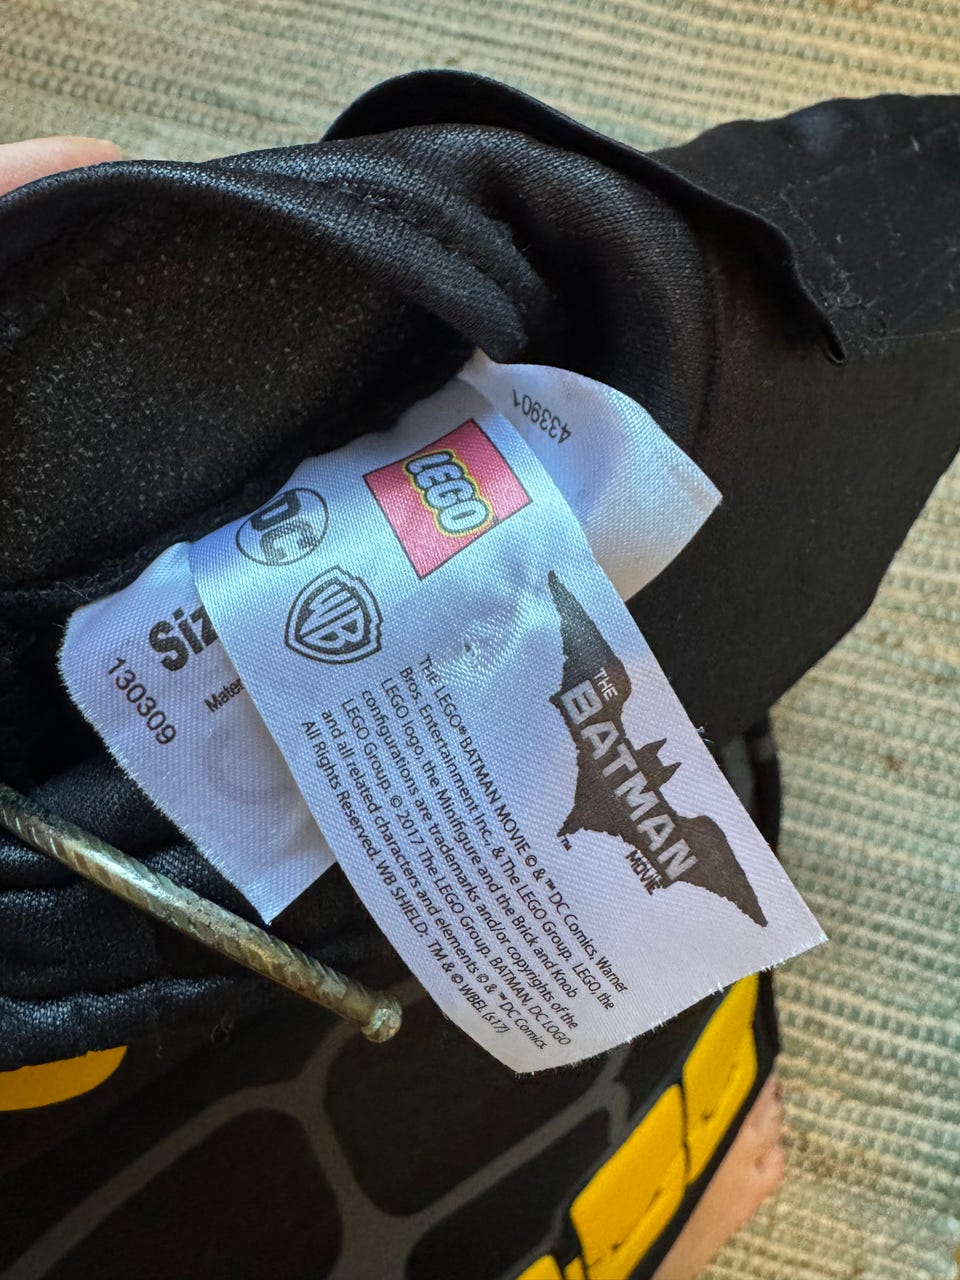 433901
LEGO
DC
WB
THE
BATMAN
MOVIE
™
THE LEGO® BATMAN MOVIE © & ™ DC Comics, Warner
Bros. Entertainment Inc., & The LEGO Group. LEGO, the
LEGO logo, the Minifigure and the Brick and Knob
configurations are trademarks and/or copyrights of the
LEGO Group. © 2017 The LEGO Group. BATMAN, DC LOGO
and all related characters and elements © & ™ DC Comics.
All Rights Reserved. WB SHIELD: ™ & © WBEI. (s17)
Siz
Mate
130309